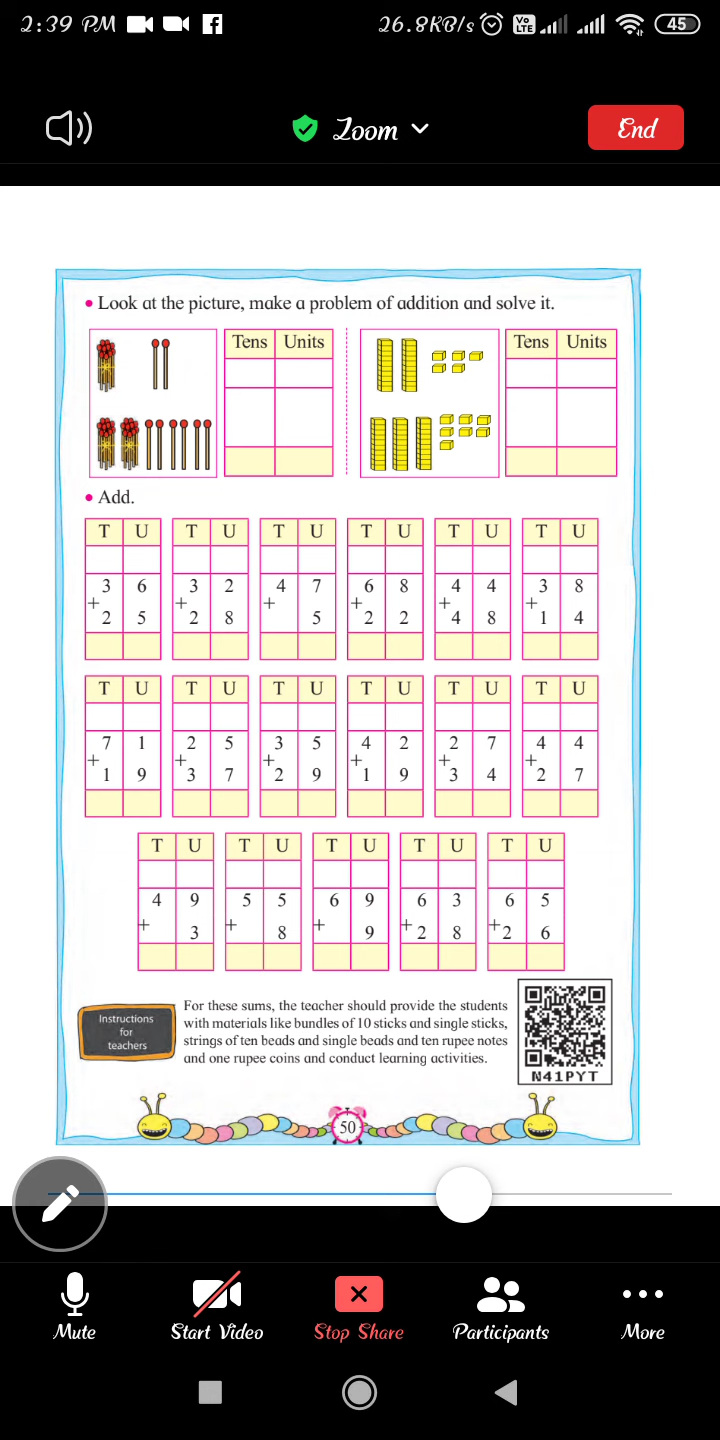 2:39 PM 26.8KB/s Vo LTE 45
Zoom End
• Look at the picture, make a problem of addition and solve it.
Tens Units Tens Units
• Add.
T U T U T U T U T U T U
3 6 3 2 4 7 6 8 4 4 3 8
+ + + + + +
2 5 2 8 5 2 2 4 8 1 4
T U T U T U T U T U T U
7 1 2 5 3 5 4 2 2 7 4 4
+ + + + + +
1 9 3 7 2 9 1 9 3 4 2 7
T U T U T U T U T U
4 9 5 5 6 9 6 3 6 5
+ + + + +
3 8 9 2 8 2 6
Instructions
for
teachers
For these sums, the teacher should provide the students
with materials like bundles of 10 sticks and single sticks,
strings of ten beads and single beads and ten rupee notes
and one rupee coins and conduct learning activities.
N41PYT
50
Mute Start Video Stop Share Participants More